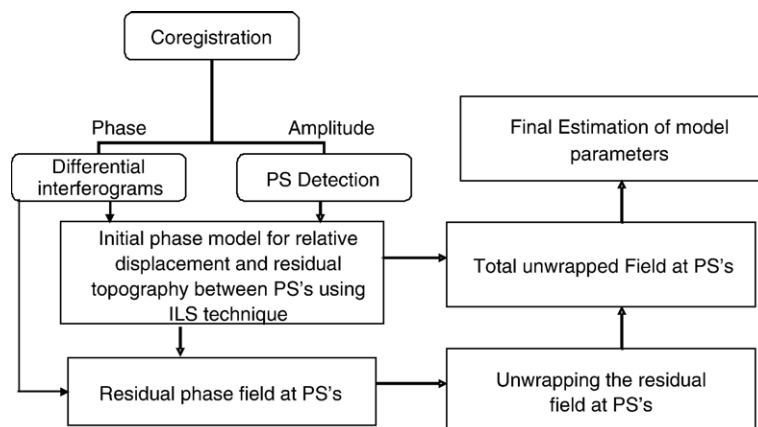 Coregistration
Phase
Amplitude
Differential
interferograms
PS Detection
Final Estimation of model
parameters
Initial phase model for relative
displacement and residual
topography between PS's using
ILS technique
Total unwrapped Field at PS's
Residual phase field at PS's
Unwrapping the residual
field at PS's